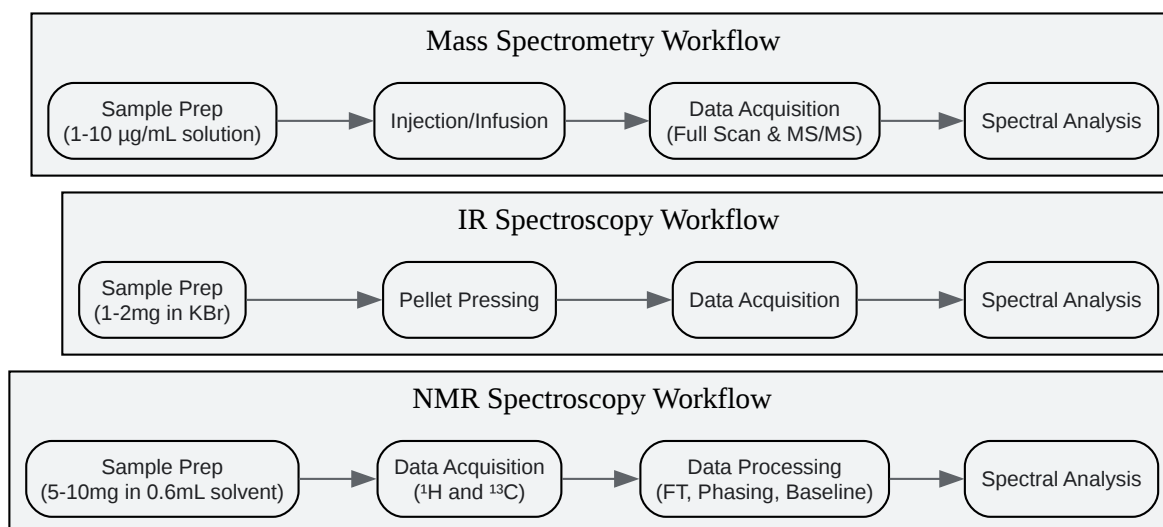 Mass Spectrometry Workflow
Sample Prep
(1-10 µg/mL solution)
Injection/Infusion
Data Acquisition
(Full Scan & MS/MS)
Spectral Analysis
IR Spectroscopy Workflow
Sample Prep
(1-2mg in KBr)
Pellet Pressing
Data Acquisition
Spectral Analysis
NMR Spectroscopy Workflow
Sample Prep
(5-10mg in 0.6mL solvent)
Data Acquisition
(¹H and ¹³C)
Data Processing
(FT, Phasing, Baseline)
Spectral Analysis